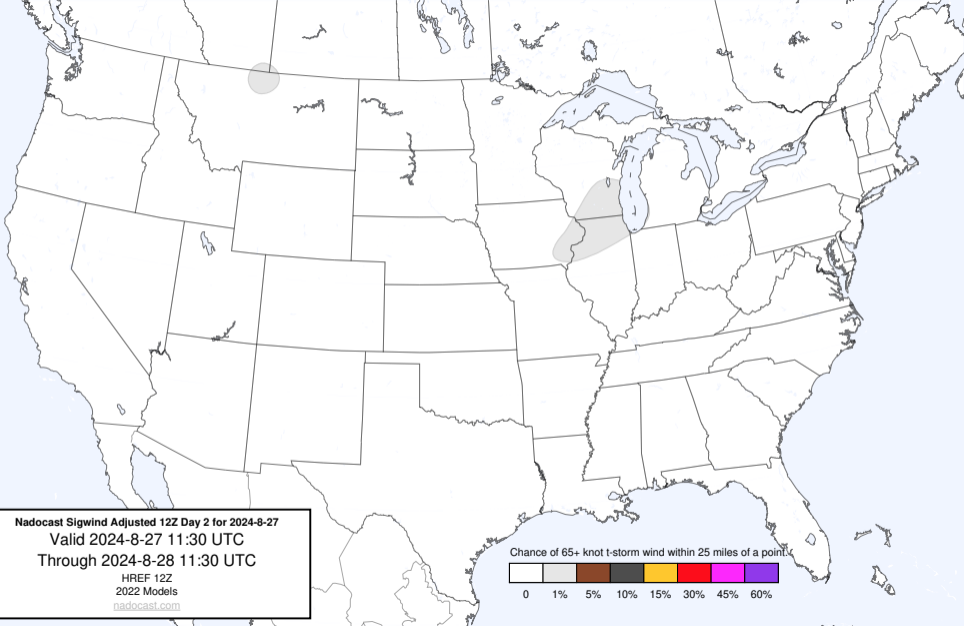 Nadocast Sigwind Adjusted 12Z Day 2 for 2024-8-27
Valid 2024-8-27 11:30 UTC
Through 2024-8-28 11:30 UTC
HREF 12Z
2022 Models
nadocast.com
Chance of 65+ knot t-storm wind within 25 miles of a point.
0 1% 5% 10% 15% 30% 45% 60%